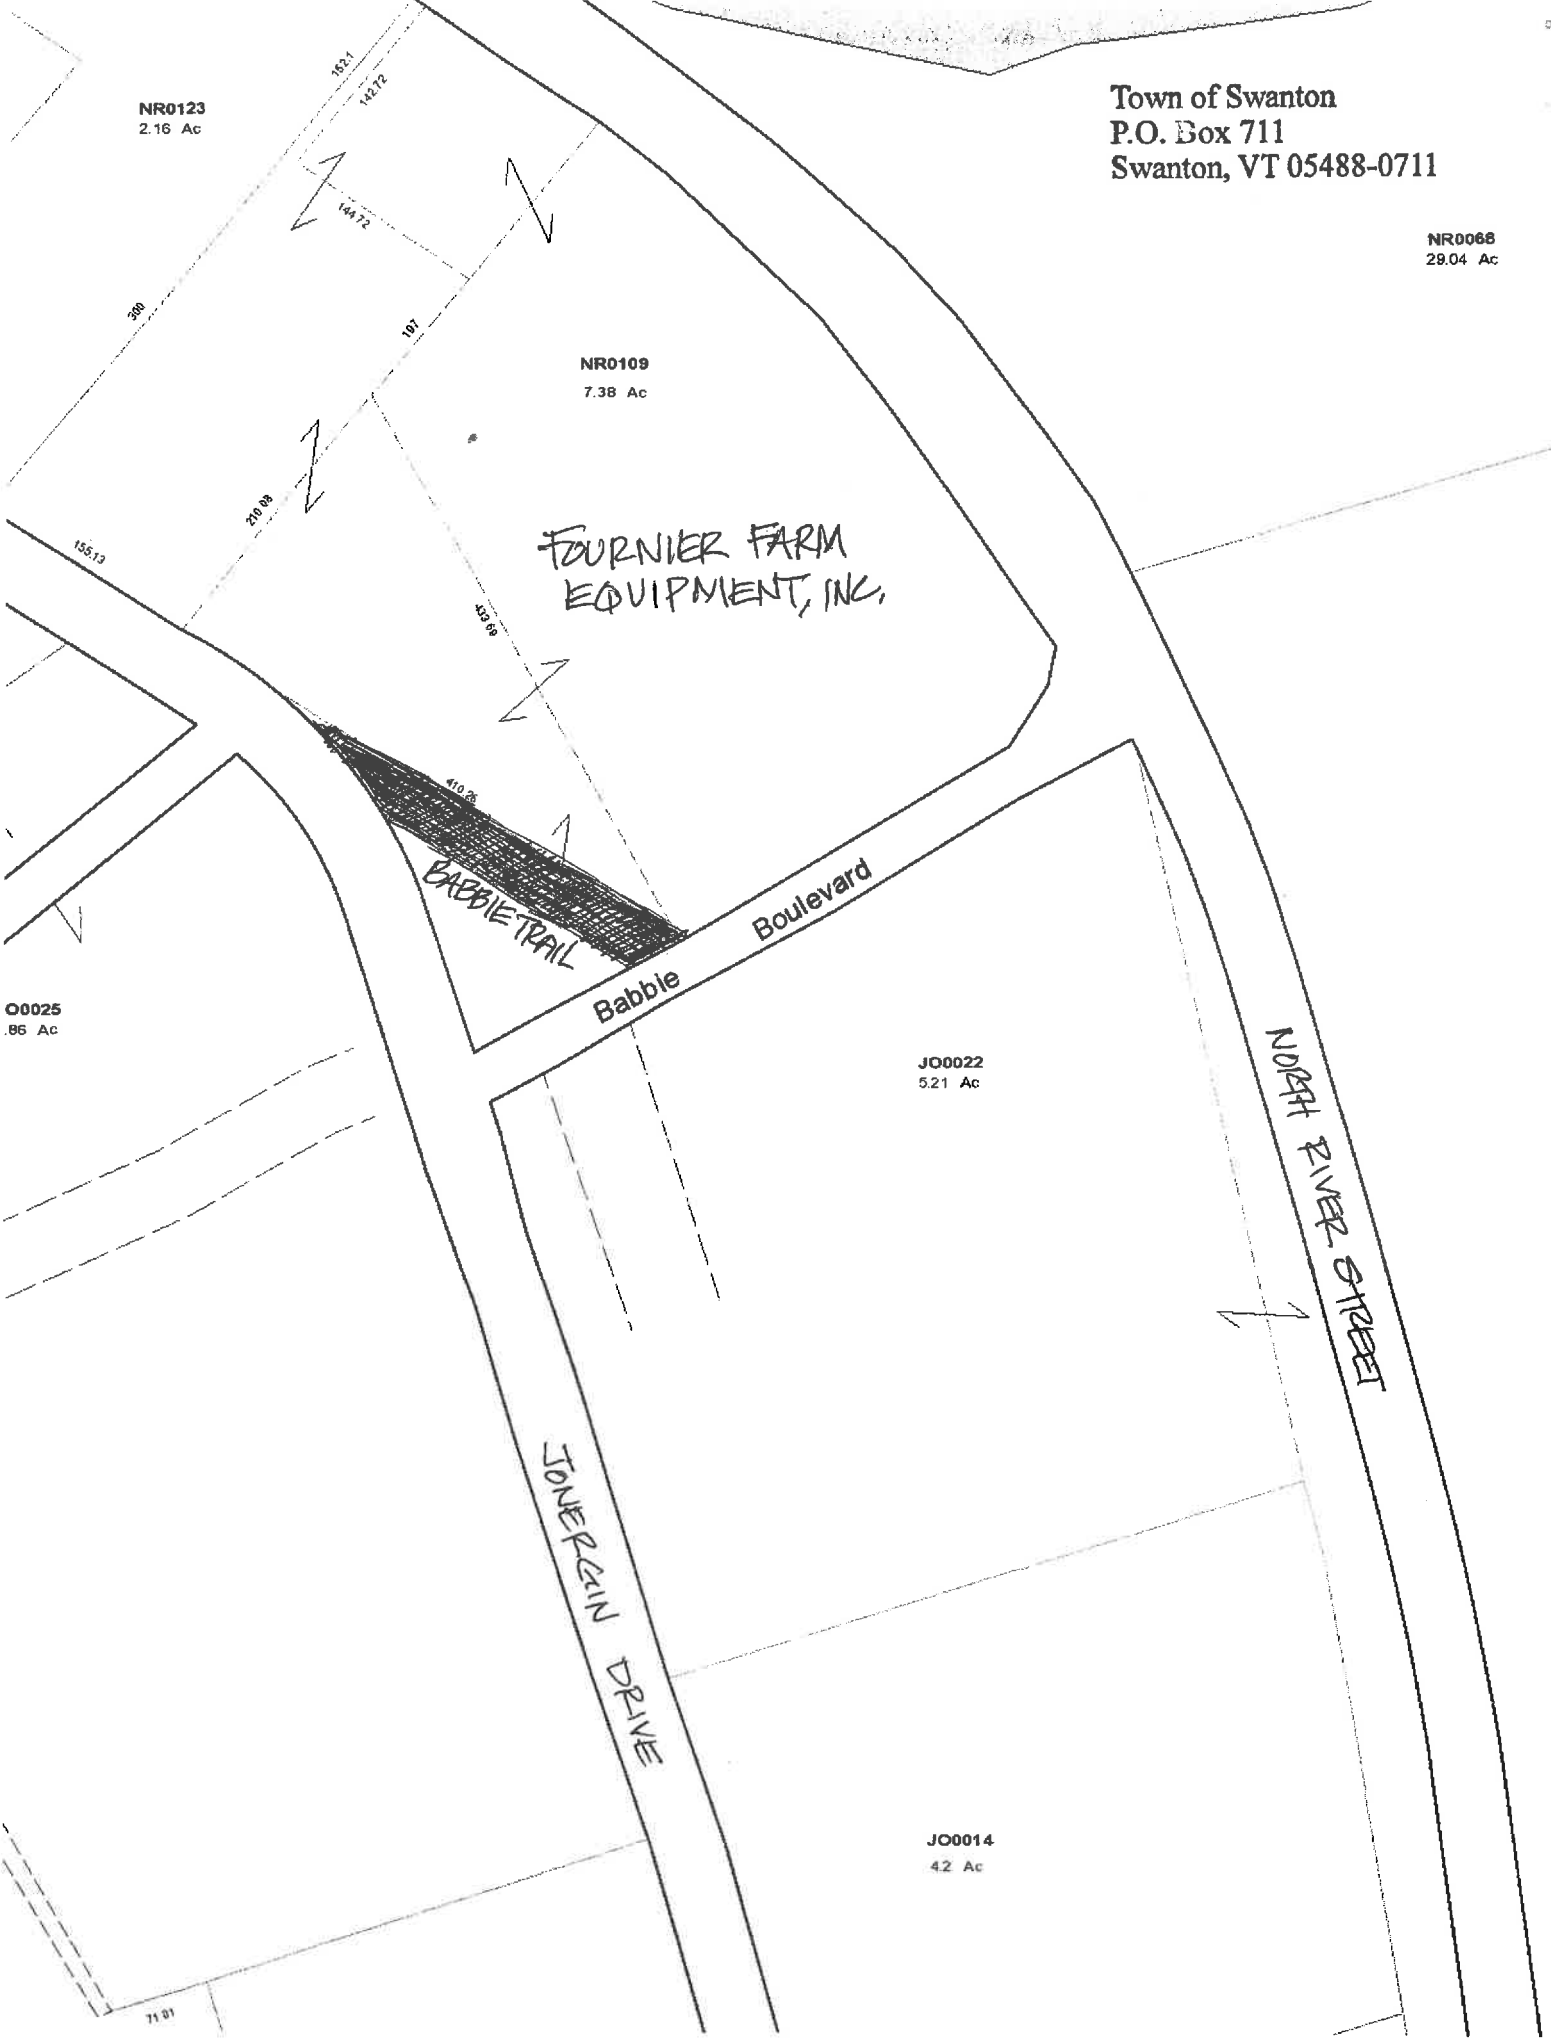 152.1
142.72
NR0123
2.16 Ac
Town of Swanton
P.O. Box 711
Swanton, VT 05488-0711
144.72
NR0068
29.04 Ac
300
197
NR0109
7.38 Ac
210.08
155.13
FOURNIER FARM
EQUIPMENT, INC.
433.69
410.26
BABBIE TRAIL
Babbie Boulevard
O0025
.86 Ac
JO0022
5.21 Ac
NORTH RIVER STREET
JONERGIN DRIVE
JO0014
4.2 Ac
71.01